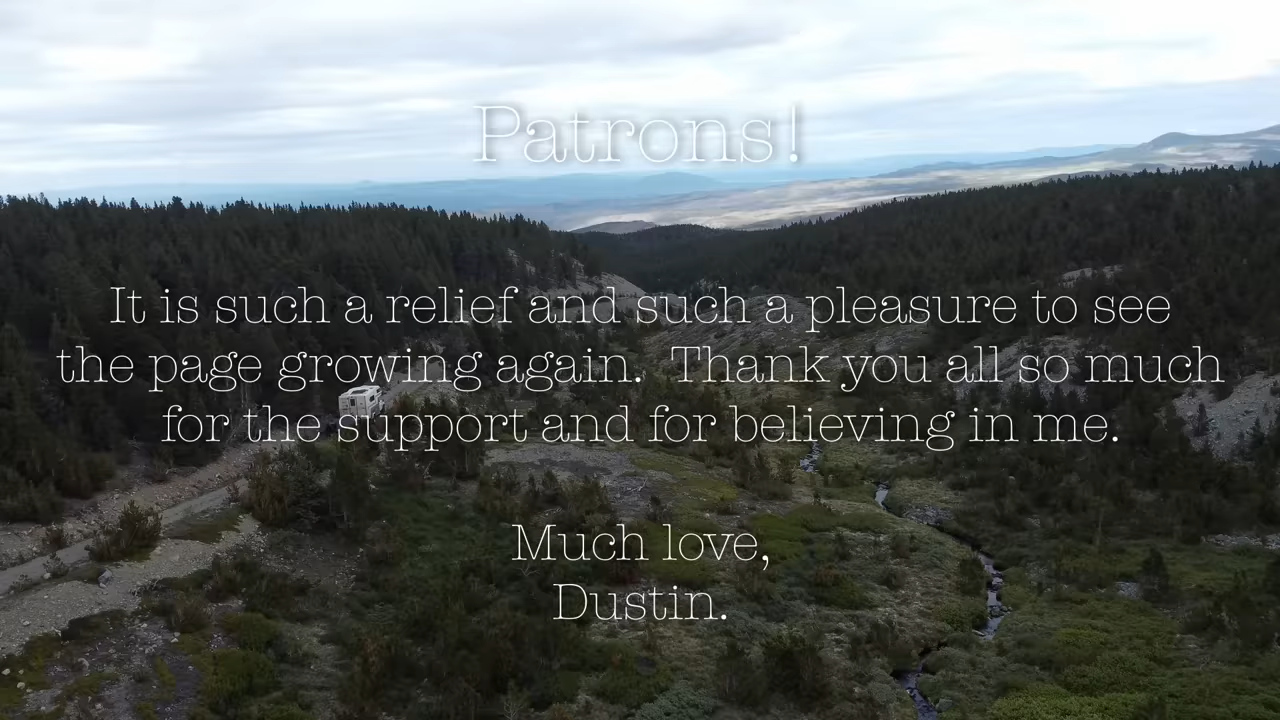 Patrons!
It is such a relief and such a pleasure to see
the page growing again.  Thank you all so much
for the support and for believing in me.
Much love,
Dustin.